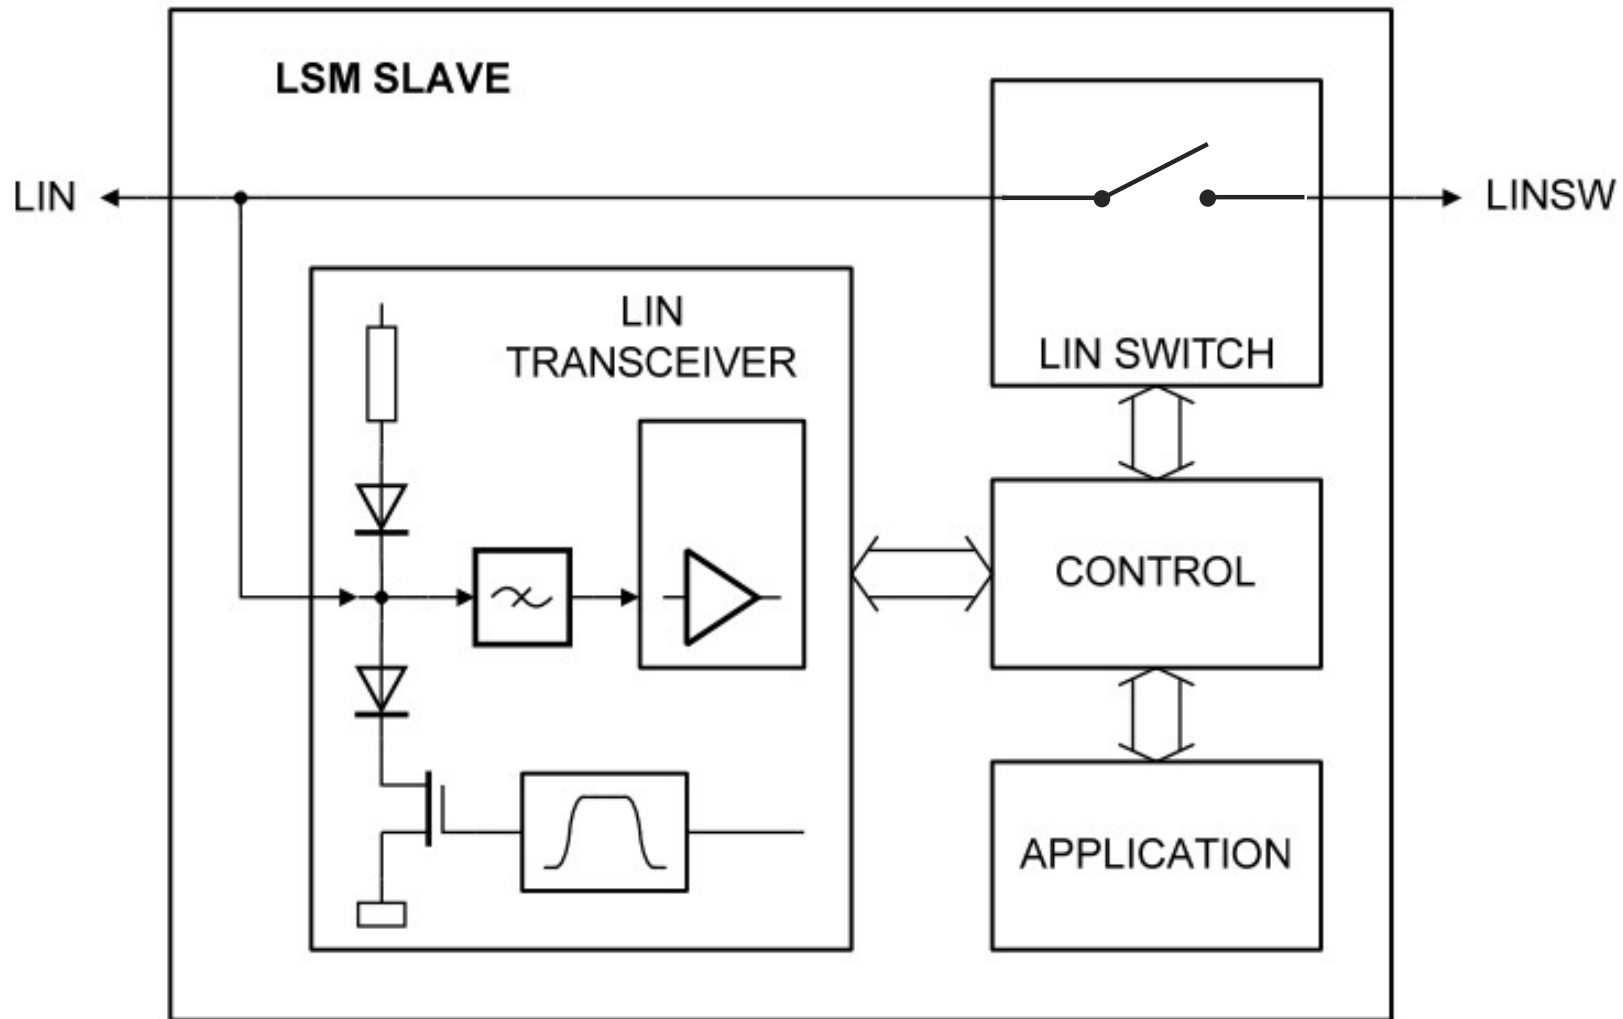 LSM SLAVE
LIN
LINSW
LIN
TRANSCEIVER
LIN SWITCH
CONTROL
APPLICATION